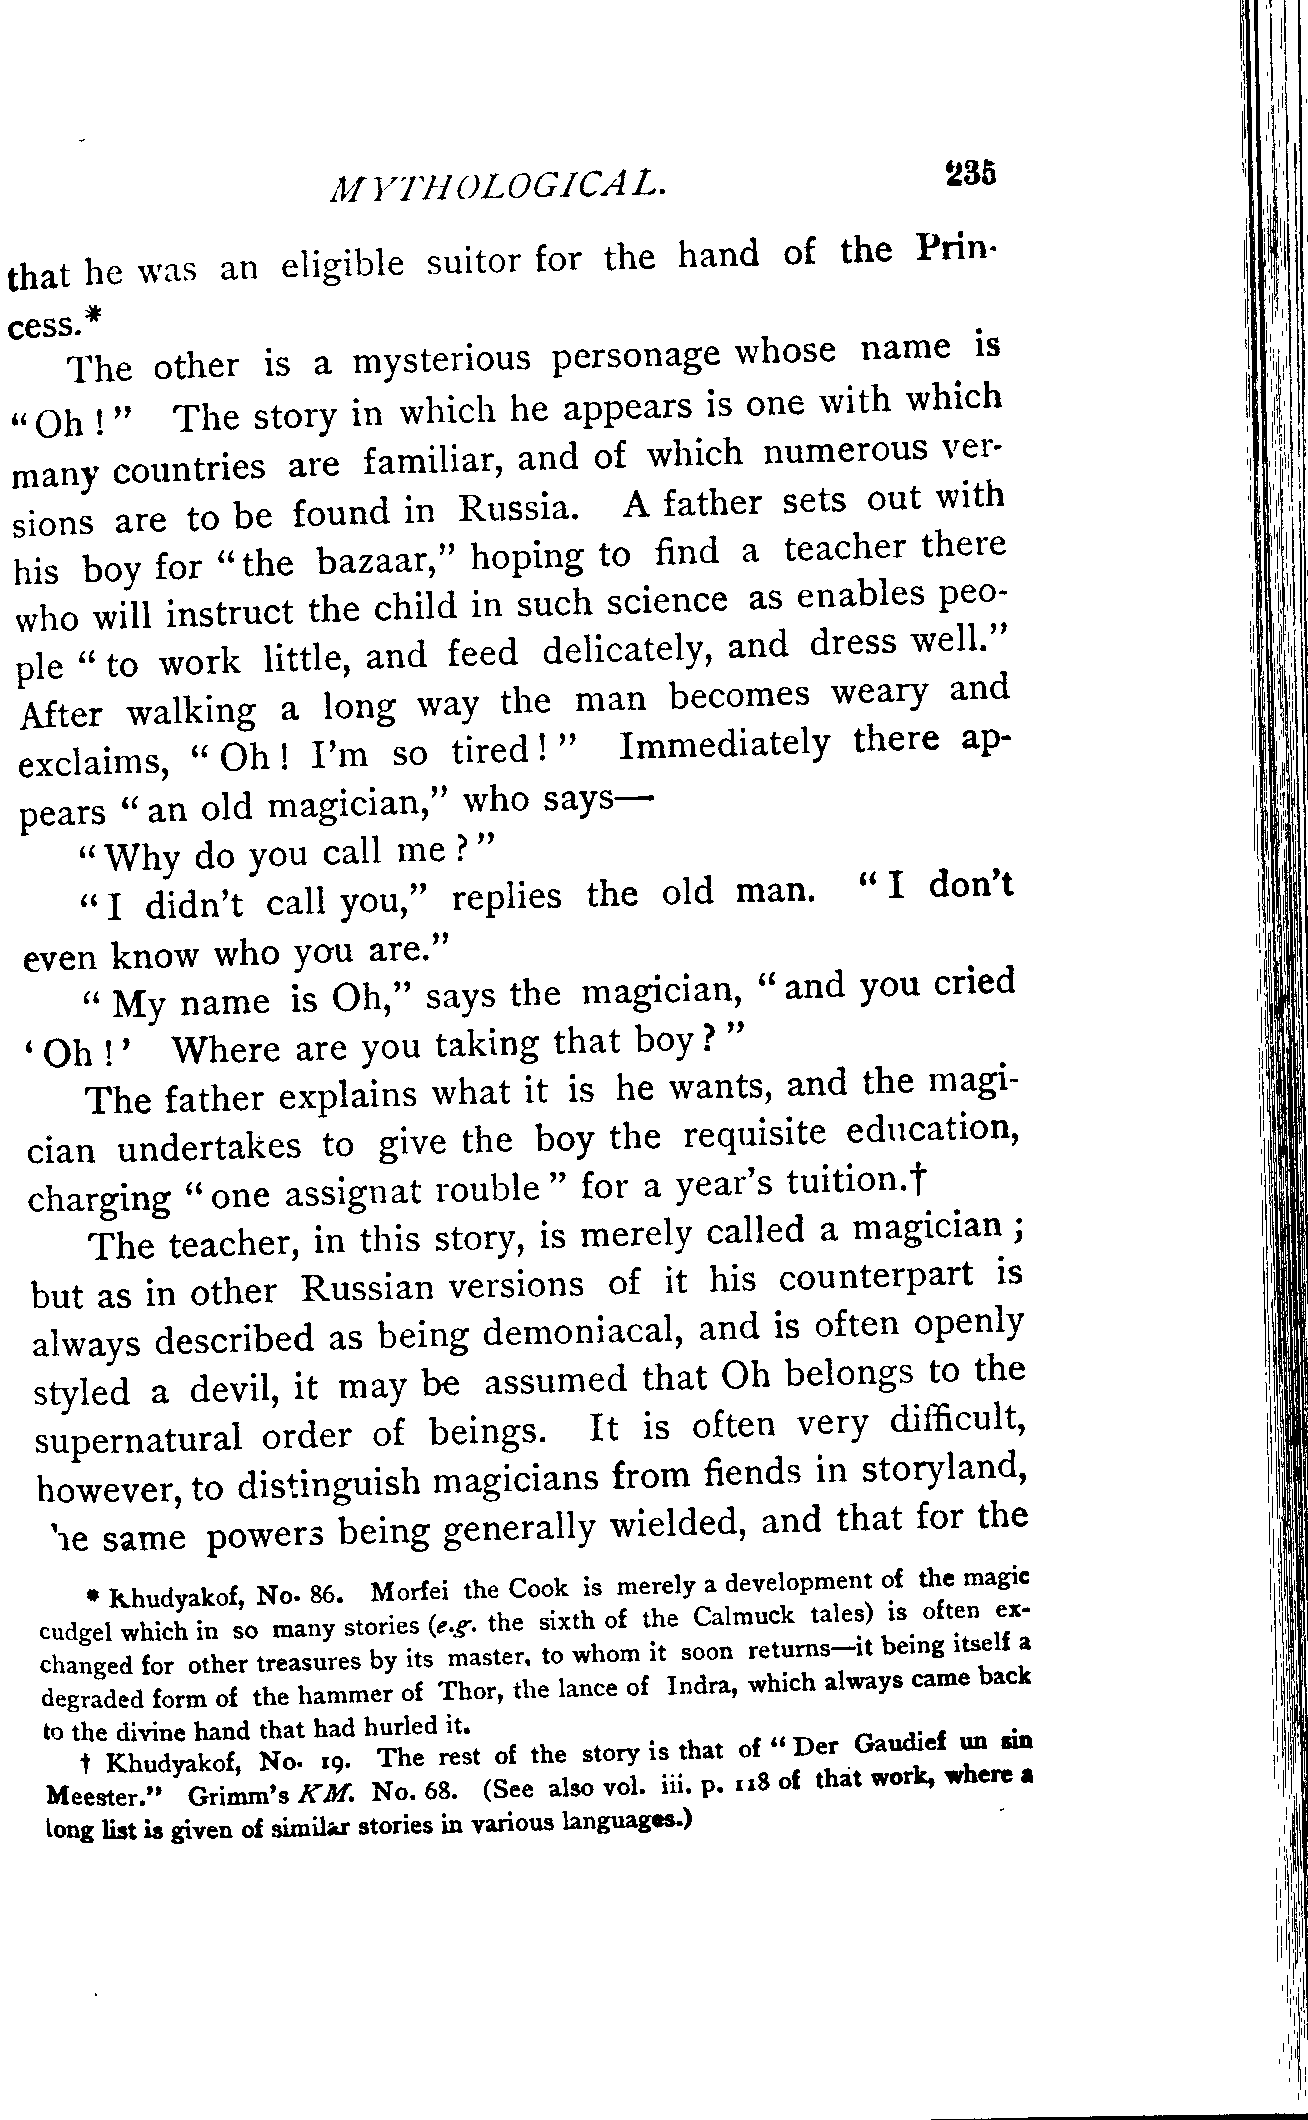 MYTHOLOGICAL. 235
that he was an eligible suitor for the hand of the Prin-
cess.*
The other is a mysterious personage whose name is
“Oh!” The story in which he appears is one with which
many countries are familiar, and of which numerous ver-
sions are to be found in Russia. A father sets out with
his boy for “the bazaar,” hoping to find a teacher there
who will instruct the child in such science as enables peo-
ple “to work little, and feed delicately, and dress well.”
After walking a long way the man becomes weary and
exclaims, “Oh! I'm so tired!” Immediately there ap-
pears “an old magician,” who says—
“Why do you call me?”
“I didn't call you,” replies the old man. “I don't
even know who you are.”
“My name is Oh,” says the magician, “and you cried
‘Oh!’ Where are you taking that boy?”
The father explains what it is he wants, and the magi-
cian undertakes to give the boy the requisite education,
charging “one assignat rouble” for a year's tuition.†
The teacher, in this story, is merely called a magician;
but as in other Russian versions of it his counterpart is
always described as being demoniacal, and is often openly
styled a devil, it may be assumed that Oh belongs to the
supernatural order of beings. It is often very difficult,
however, to distinguish magicians from fiends in storyland,
same powers being generally wielded, and that for the
* Khudyakof, No. 86. Morfei the Cook is merely a development of the magic
cudgel which in so many stories (e.g. the sixth of the Calmuck tales) is often ex-
changed for other treasures by its master, to whom it soon returns—it being itself a
degraded form of the hammer of Thor, the lance of Indra, which always came back
to the divine hand that had hurled it.
† Khudyakof, No. 19. The rest of the story is that of “Der Gaudief un sin
Meester.” Grimm's KM. No. 68. (See also vol. iii. p. 118 of that work, where a
long list is given of similar stories in various languages.)